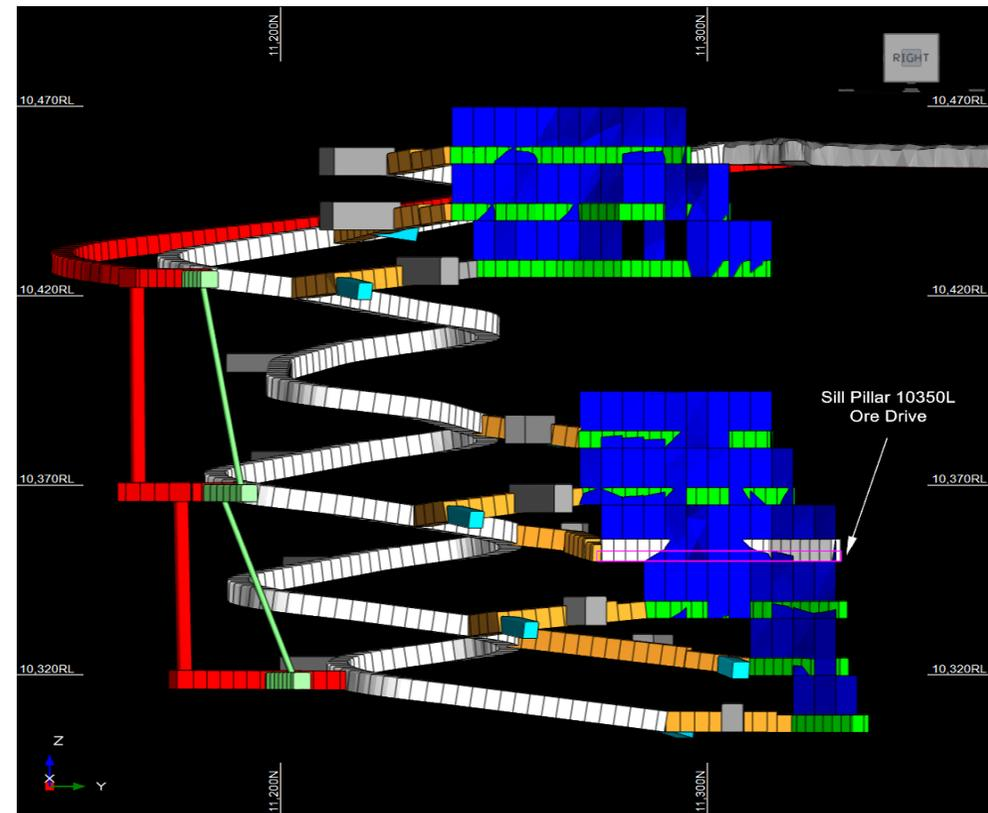 11,200N
11,300N
RIGHT
10,470RL
10,470RL
Sill Pillar 10350L
Ore Drive
10,420RL
10,420RL
10,370RL
10,370RL
10,320RL
10,320RL
Z
X
Y
11,200N
11,300N